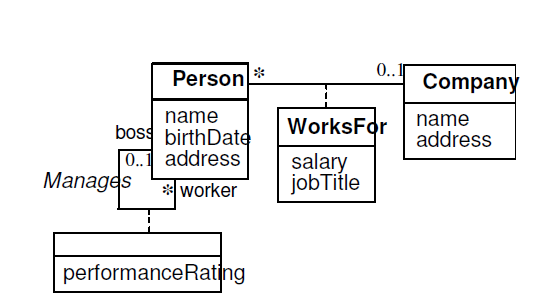 Person
*
0..1
Company
name
birthDate
address
WorksFor
name
address
boss
0..1
salary
jobTitle
Manages
* worker
performanceRating